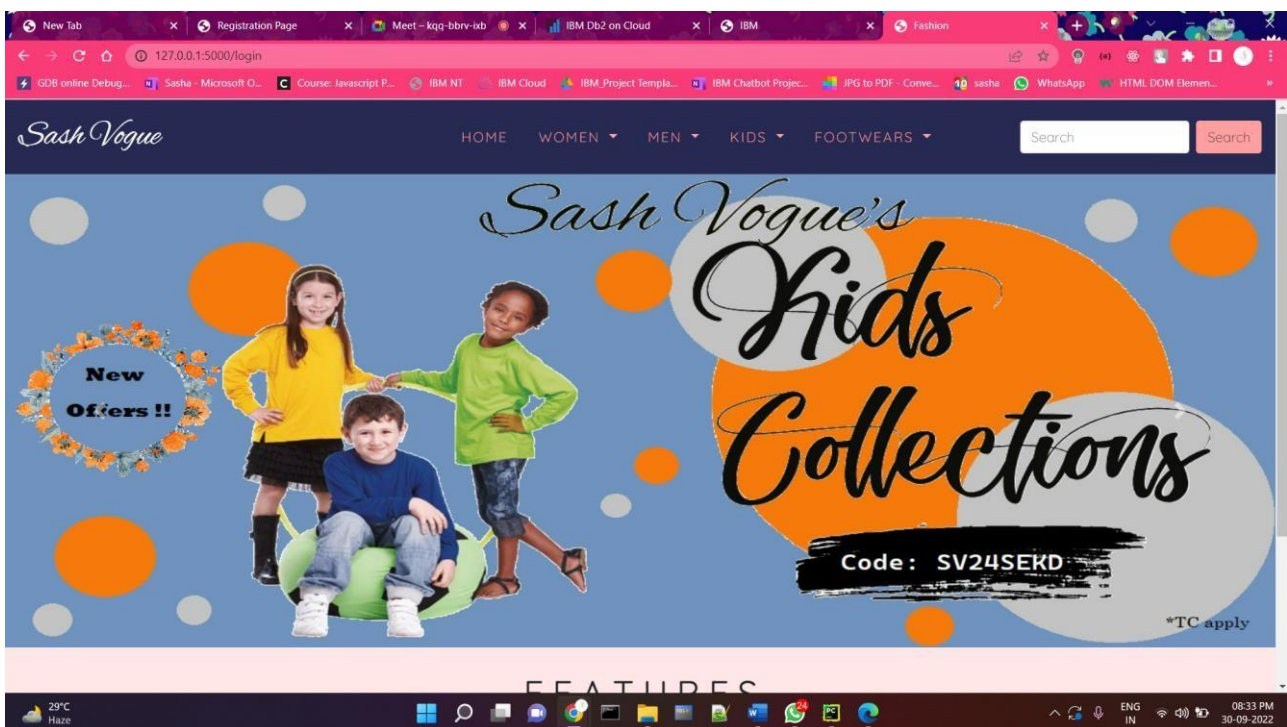 New Tab
Registration Page
Meet – kqq-bbrv-ixb
IBM Db2 on Cloud
IBM
Fashion
127.0.0.1:5000/login
GDB online Debug...
Sasha - Microsoft O...
Course: Javascript P...
IBM NT
IBM Cloud
IBM_Project Templa...
IBM Chatbot Projec...
JPG to PDF - Conve...
sasha
WhatsApp
HTML DOM Elemen...
»
Sash Vogue
HOME
WOMEN
MEN
KIDS
FOOTWEARS
Search
Search
Sash Vogue's
Kids
Collections
New
Offers !!
Code: SV24SEKD
*TC apply
FEATURES
29°C
Haze
24
PC
ENG
IN
08:33 PM
30-09-2022